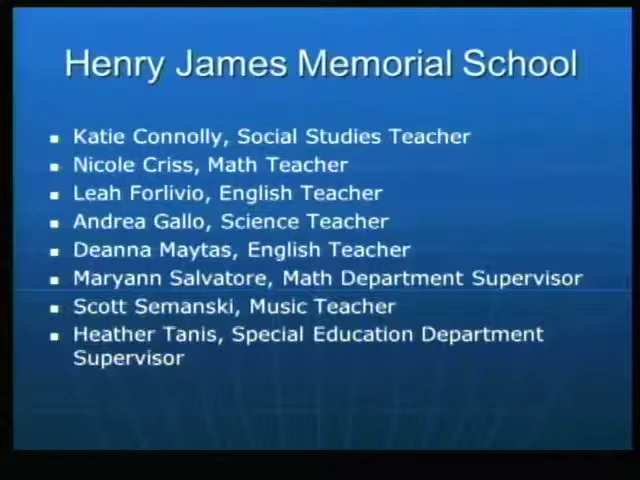 Henry James Memorial School
Katie Connolly, Social Studies Teacher
Nicole Criss, Math Teacher
Leah Forlivio, English Teacher
Andrea Gallo, Science Teacher
Deanna Maytas, English Teacher
Maryann Salvatore, Math Department Supervisor
Scott Semanski, Music Teacher
Heather Tanis, Special Education Department
Supervisor